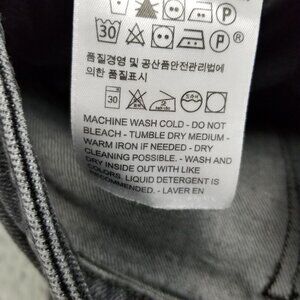 30
P
30
P
®
품질경영 및 공산품안전관리법에
의한 품질표시
30
MACHINE WASH COLD - DO NOT
BLEACH - TUMBLE DRY MEDIUM -
WARM IRON IF NEEDED - DRY
CLEANING POSSIBLE. - WASH AND
DRY INSIDE OUT WITH LIKE
COLORS. LIQUID DETERGENT IS
RECOMMENDED. - LAVER EN